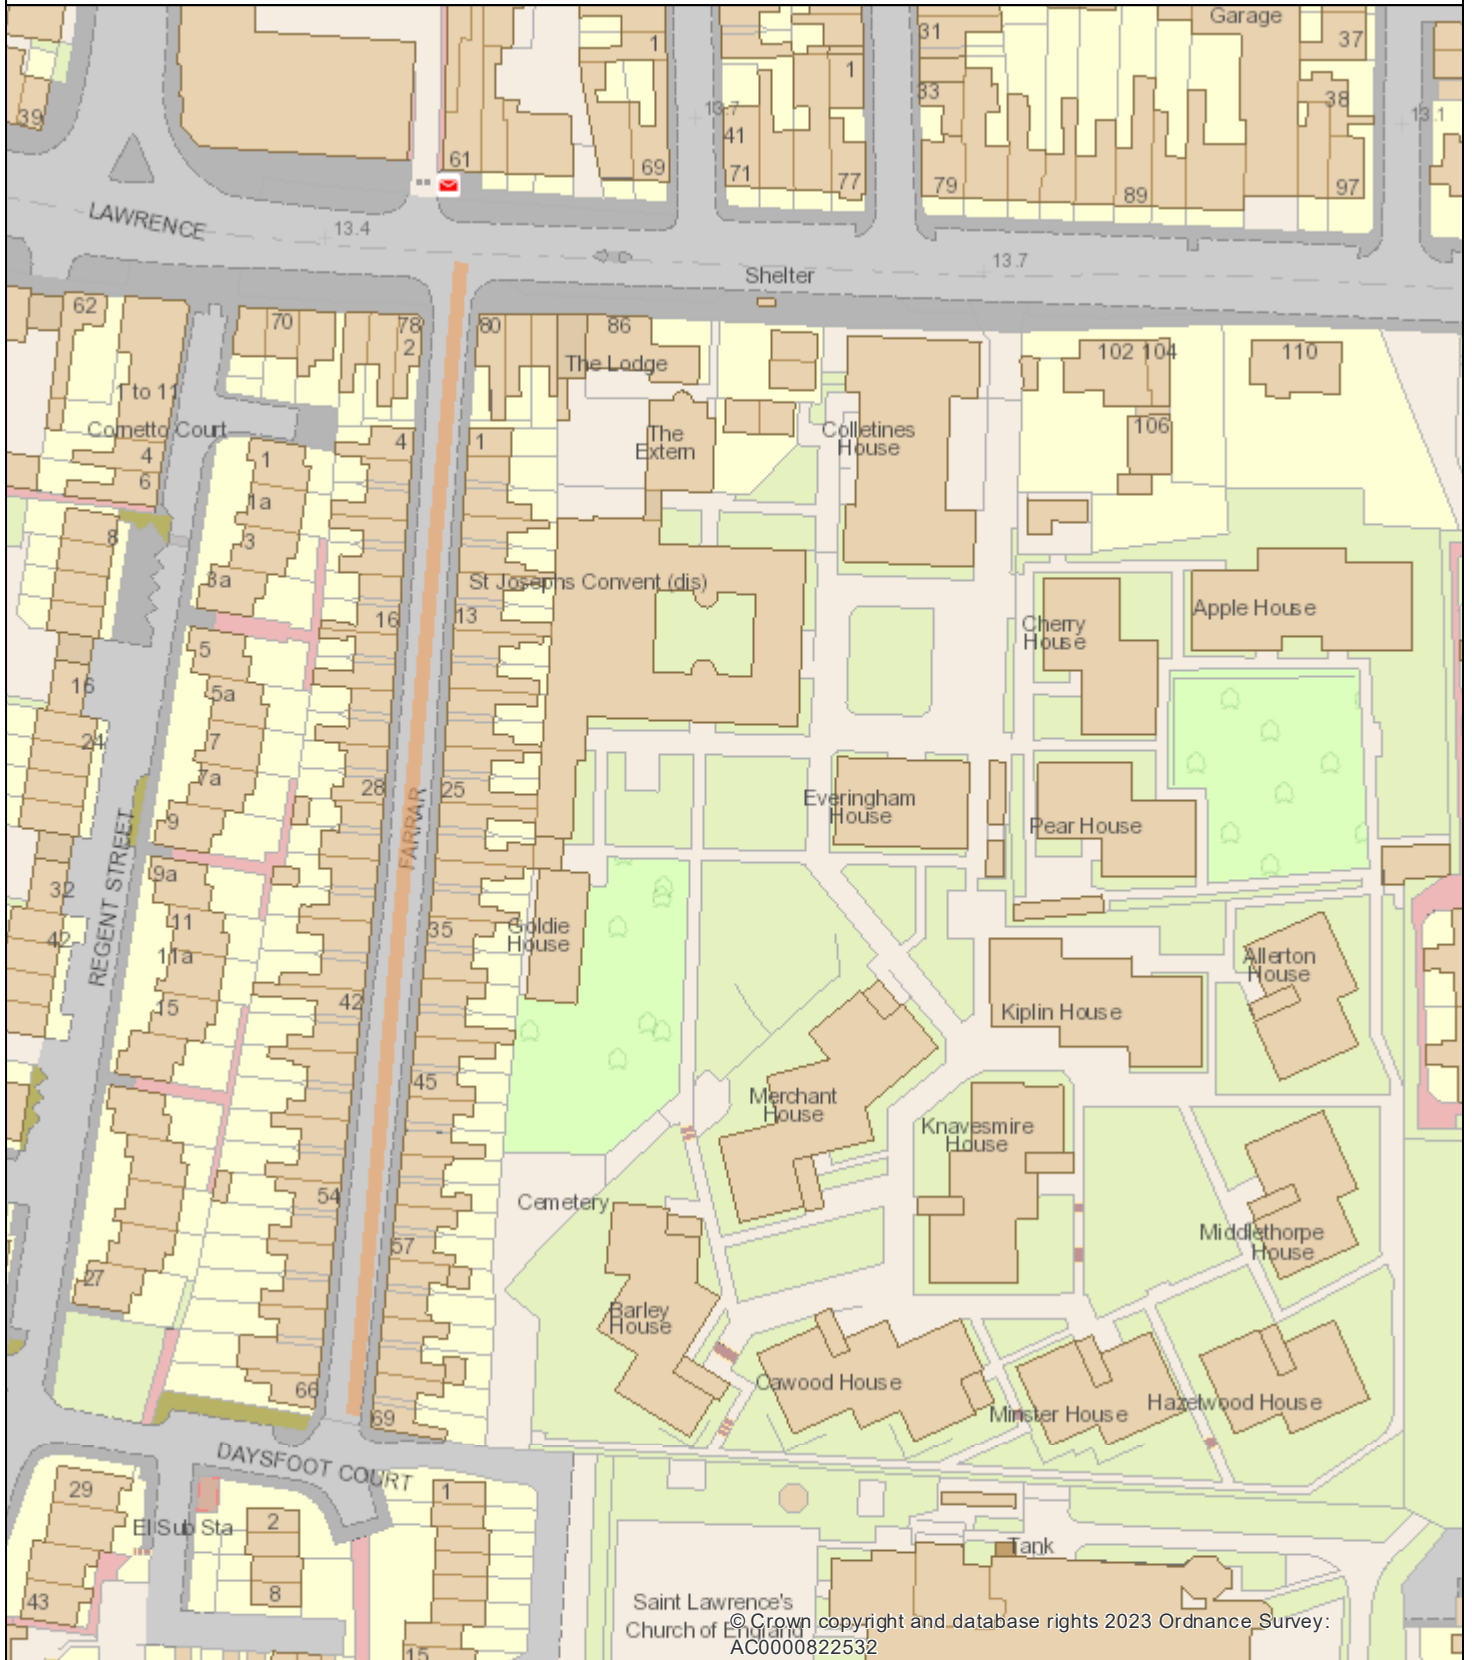 Garage
31
37
1
1
33
38
39
13.7
13.1
41
61
69
71
77
79
89
97
LAWRENCE
13.4
13.7
Shelter
62
70
78
80
86
2
102 104
110
The Lodge
1 to 11
Cometto Court
4
1
The
Extern
Colletines
House
106
4
6
1
1a
8
3
3a
St Josephs Convent (dis)
16
13
Apple House
Cherry
House
5
5a
16
24
7
7a
28
25
Everingham
House
Pear House
9
FARRAR
REGENT STREET
9a
32
11
42
11a
35
Goldie
House
Allerton
House
15
42
Kiplin House
45
Merchant
House
Knavesmire
House
54
Cemetery
57
Middlethorpe
House
27
Barley
House
66
69
Cawood House
Minster House
Hazelwood House
DAYSFOOT COURT
29
1
2
El Sub Sta
Tank
8
43
Saint Lawrence's
Church of England
© Crown copyright and database rights 2023 Ordnance Survey:
AC0000822532
15